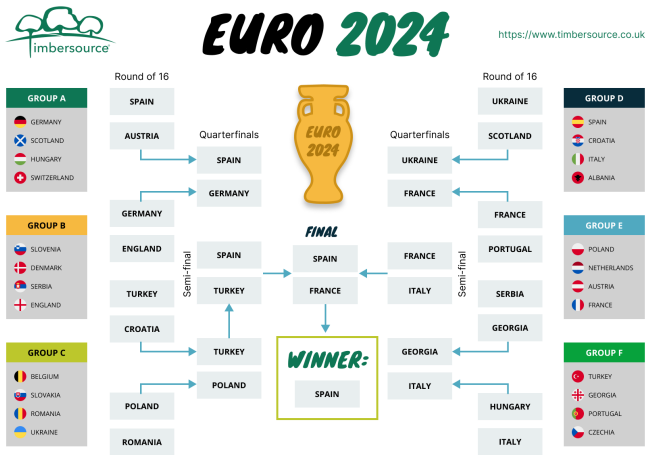 Timbersource
EURO 2024
https://www.timbersource.co.uk
GROUP A
GERMANY
SCOTLAND
HUNGARY
SWITZERLAND
GROUP B
SLOVENIA
DENMARK
SERBIA
ENGLAND
GROUP C
BELGIUM
SLOVAKIA
ROMANIA
UKRAINE
Round of 16
SPAIN
AUSTRIA
GERMANY
ENGLAND
TURKEY
CROATIA
POLAND
ROMANIA
Quarterfinals
SPAIN
GERMANY
Semi-final
SPAIN
TURKEY
TURKEY
POLAND
EURO
2024
FINAL
SPAIN
FRANCE
WINNER:
SPAIN
Quarterfinals
UKRAINE
FRANCE
FRANCE
ITALY
Semi-final
GEORGIA
ITALY
Round of 16
UKRAINE
SCOTLAND
FRANCE
PORTUGAL
SERBIA
GEORGIA
HUNGARY
ITALY
GROUP D
SPAIN
CROATIA
ITALY
ALBANIA
GROUP E
POLAND
NETHERLANDS
AUSTRIA
FRANCE
GROUP F
TURKEY
GEORGIA
PORTUGAL
CZECHIA